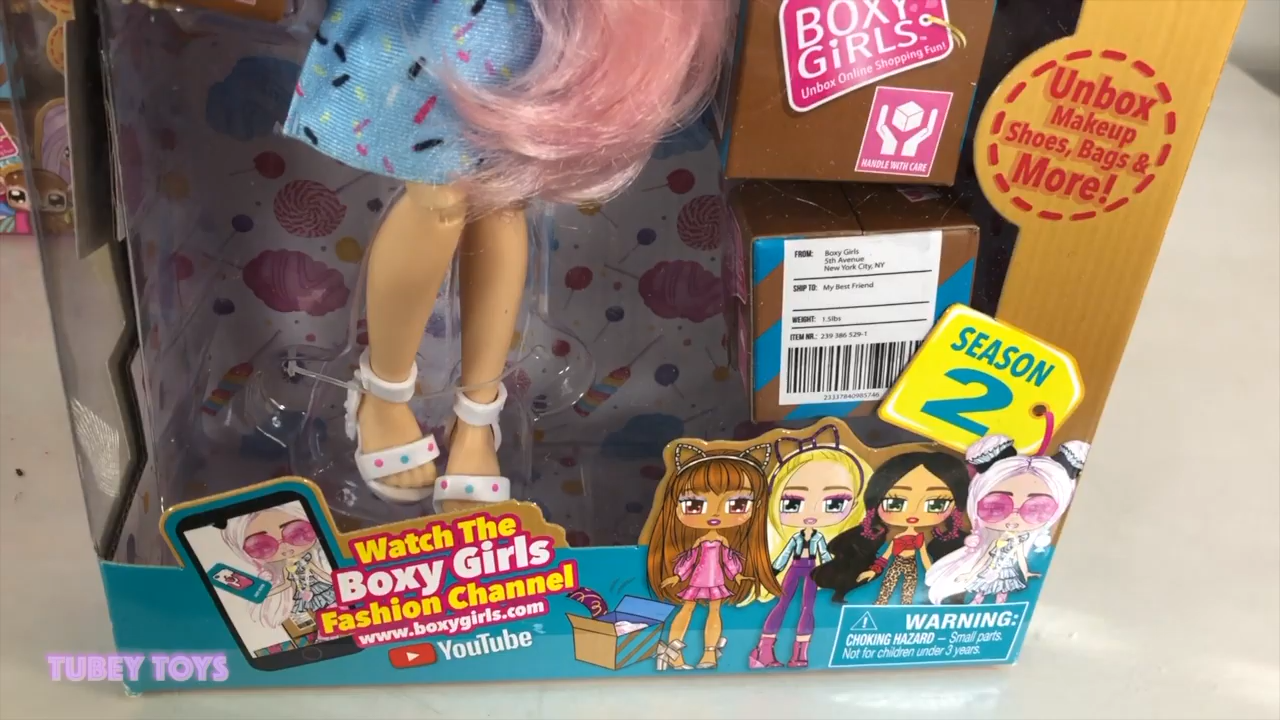 BOXY
GiRLS™
Unbox Online Shopping Fun!
HANDLE WITH CARE
Unbox
Makeup
Shoes, Bags &
More!
FROM: Boxy Girls
5th Avenue
New York City, NY
SHIP TO: My Best Friend
WEIGHT: 1.5lbs
ITEM NR.: 239 386 529-1
23337840985746
SEASON
2
Watch The
Boxy Girls
Fashion Channel
www.boxygirls.com
YouTube
WARNING:
CHOKING HAZARD – Small parts.
Not for children under 3 years.
TUBEY TOYS